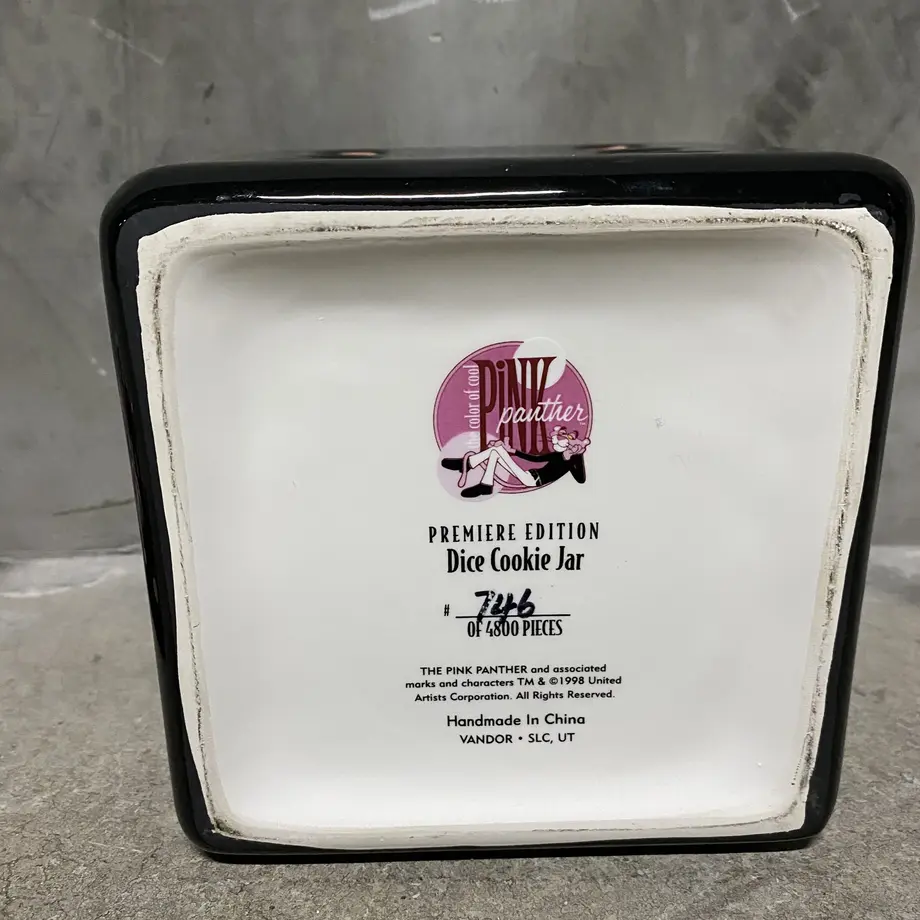 the color of cool
PiNK
panther
PREMIERE EDITION
Dice Cookie Jar
# 746
OF 4800 PIECES
THE PINK PANTHER and associated
marks and characters TM & ©1998 United
Artists Corporation. All Rights Reserved.
Handmade In China
VANDOR • SLC, UT